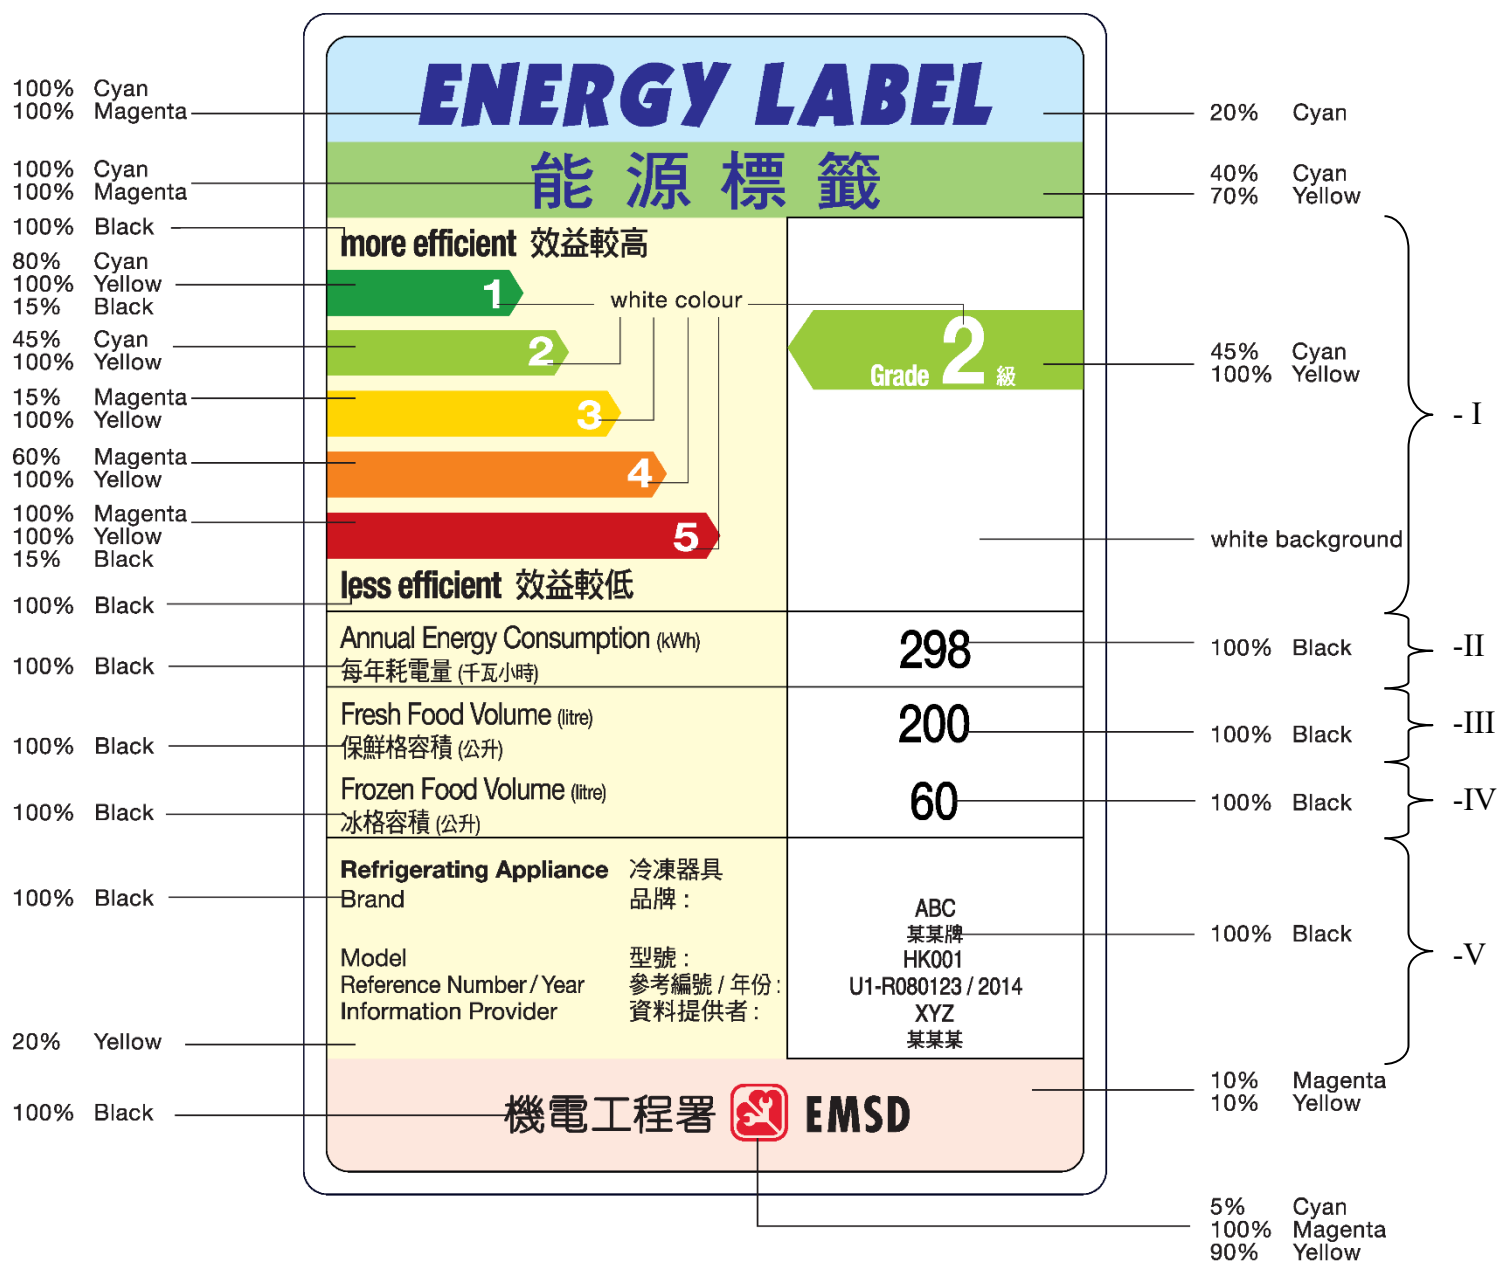 ENERGY LABEL
能源標籤
100% Cyan
100% Magenta
100% Cyan
100% Magenta
100% Black
80% Cyan
100% Yellow
15% Black
45% Cyan
100% Yellow
15% Magenta
100% Yellow
60% Magenta
100% Yellow
100% Magenta
100% Yellow
15% Black
100% Black
100% Black
100% Black
100% Black
100% Black
20% Yellow
100% Black
more efficient 效益較高
1
2
3
4
5
white colour
less efficient 效益較低
Grade 2 級
Annual Energy Consumption (kWh)
每年耗電量 (千瓦小時)
298
Fresh Food Volume (litre)
保鮮格容積 (公升)
200
Frozen Food Volume (litre)
冰格容積 (公升)
60
Refrigerating Appliance 冷凍器具
Brand 品牌 :
ABC
某某牌
Model 型號 :
HK001
Reference Number / Year 參考編號 / 年份 :
U1-R080123 / 2014
Information Provider 資料提供者 :
XYZ
某某某
機電工程署 EMSD
20% Cyan
40% Cyan
70% Yellow
45% Cyan
100% Yellow
white background
100% Black
100% Black
100% Black
100% Black
10% Magenta
10% Yellow
5% Cyan
100% Magenta
90% Yellow
- I
-II
-III
-IV
-V